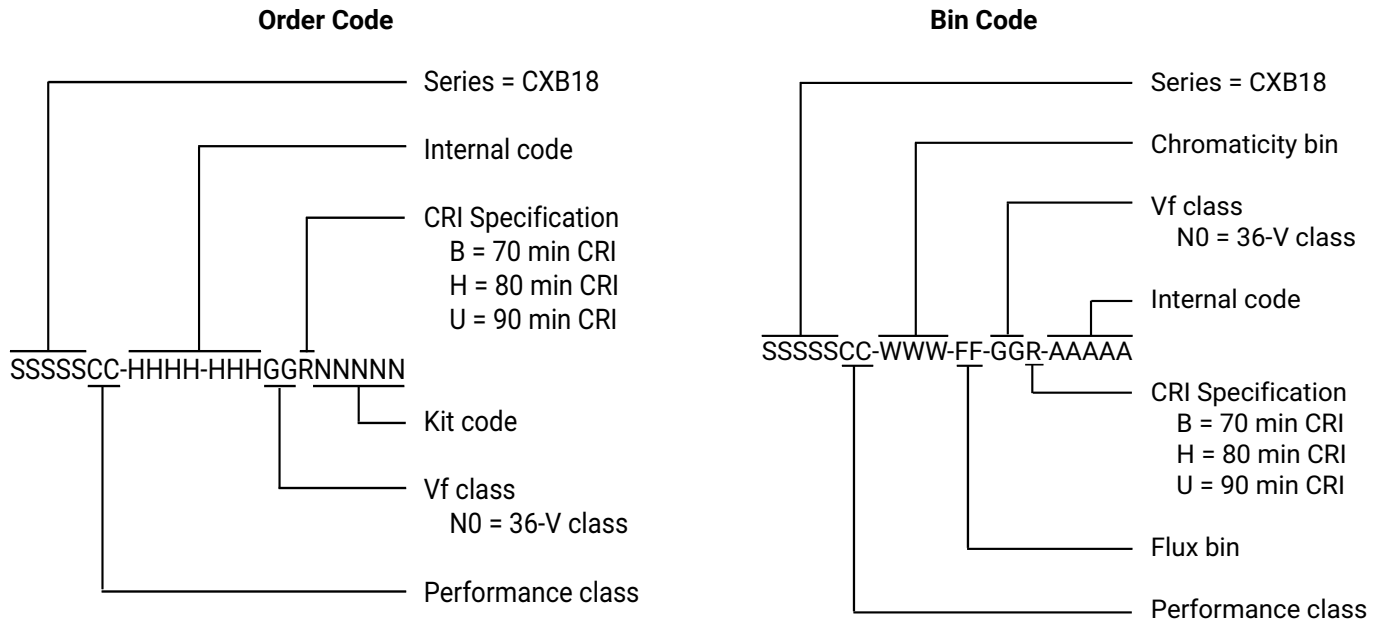 Order Code
Series = CXB18
Internal code
CRI Specification
B = 70 min CRI
H = 80 min CRI
U = 90 min CRI
SSSSSCC-HHHH-HHHGGRNNNNN
Kit code
Vf class
N0 = 36-V class
Performance class
Bin Code
Series = CXB18
Chromaticity bin
Vf class
N0 = 36-V class
Internal code
SSSSSCC-WWW-FF-GGR-AAAAA
CRI Specification
B = 70 min CRI
H = 80 min CRI
U = 90 min CRI
Flux bin
Performance class